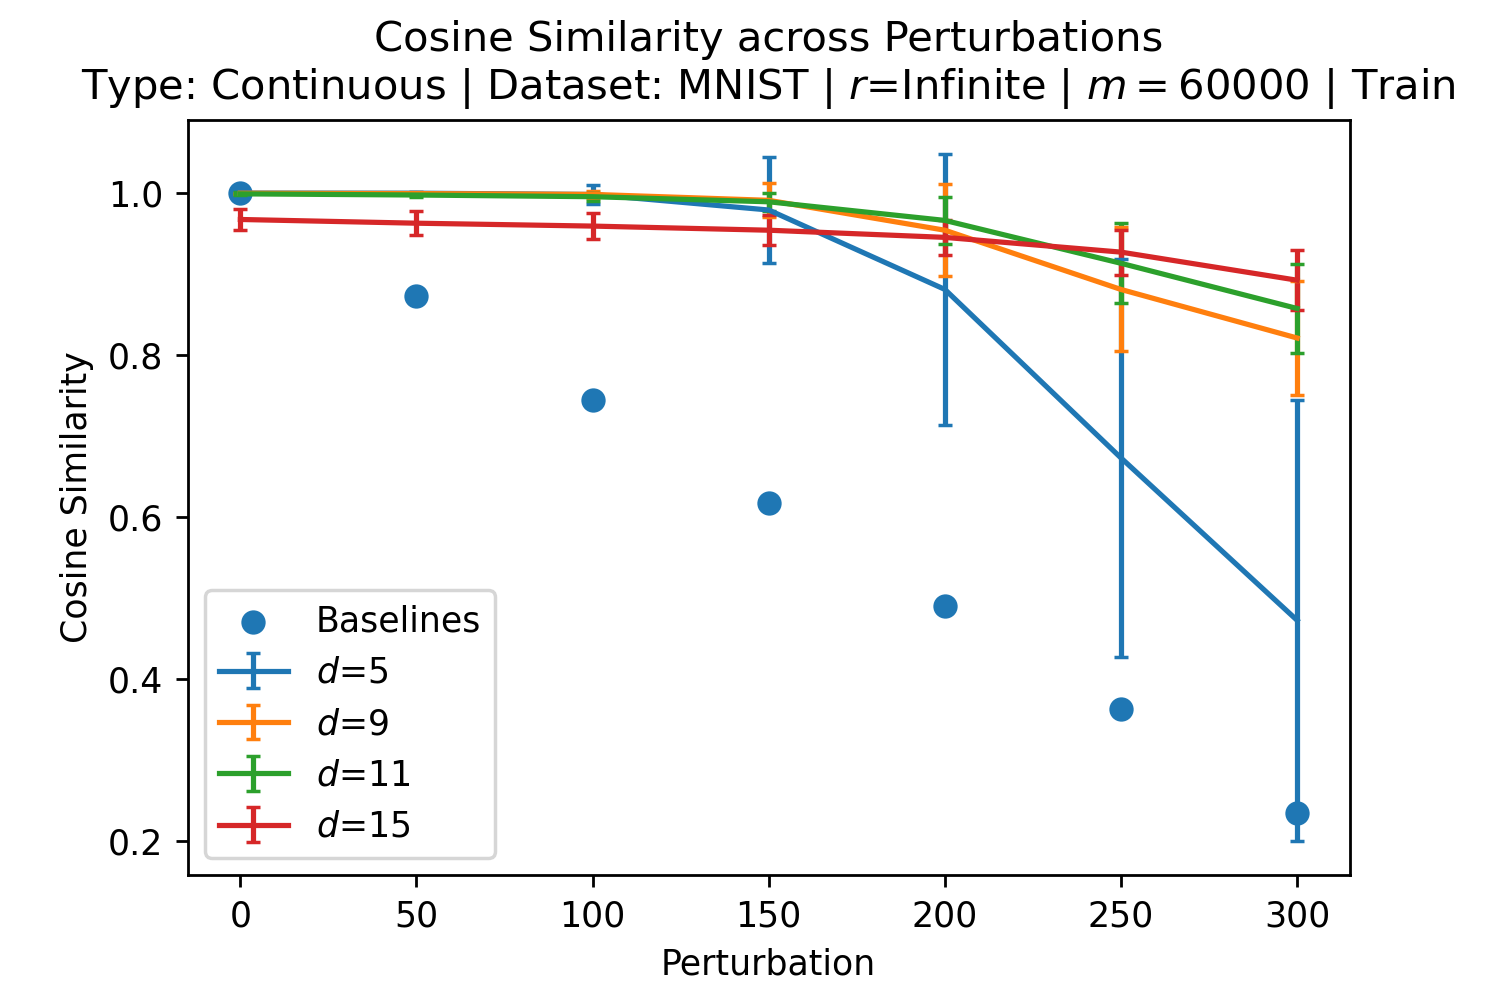 Cosine Similarity across Perturbations
Type: Continuous | Dataset: MNIST | r=Infinite | m = 60000 | Train
Cosine Similarity
1.0
0.8
0.6
0.4
0.2
Baselines
d=5
d=9
d=11
d=15
0 50 100 150 200 250 300
Perturbation